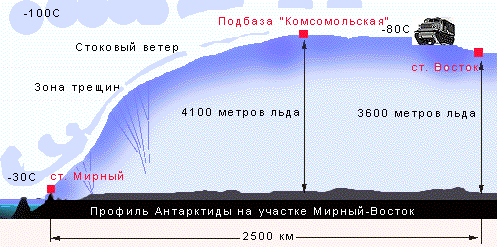 -100С
Подбаза "Комсомольская"
-80С
Стоковый ветер
ст. Восток
Зона трещин
4100 метров льда
3600 метров льда
-30С
ст. Мирный
Профиль Антарктиды на участке Мирный-Восток
2500 км